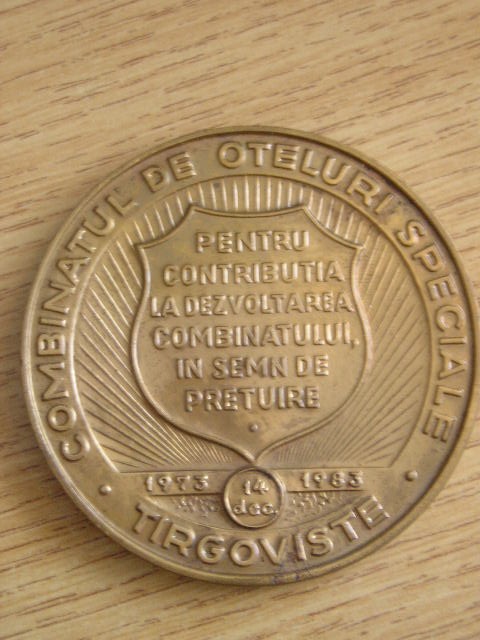 COMBINATUL DE OTELURI SPECIALE
PENTRU
CONTRIBUTIA
LA DEZVOLTAREA
COMBINATULUI,
IN SEMN DE
PRETUIRE
1973 14 1983
dec.
TIRGOVISTE